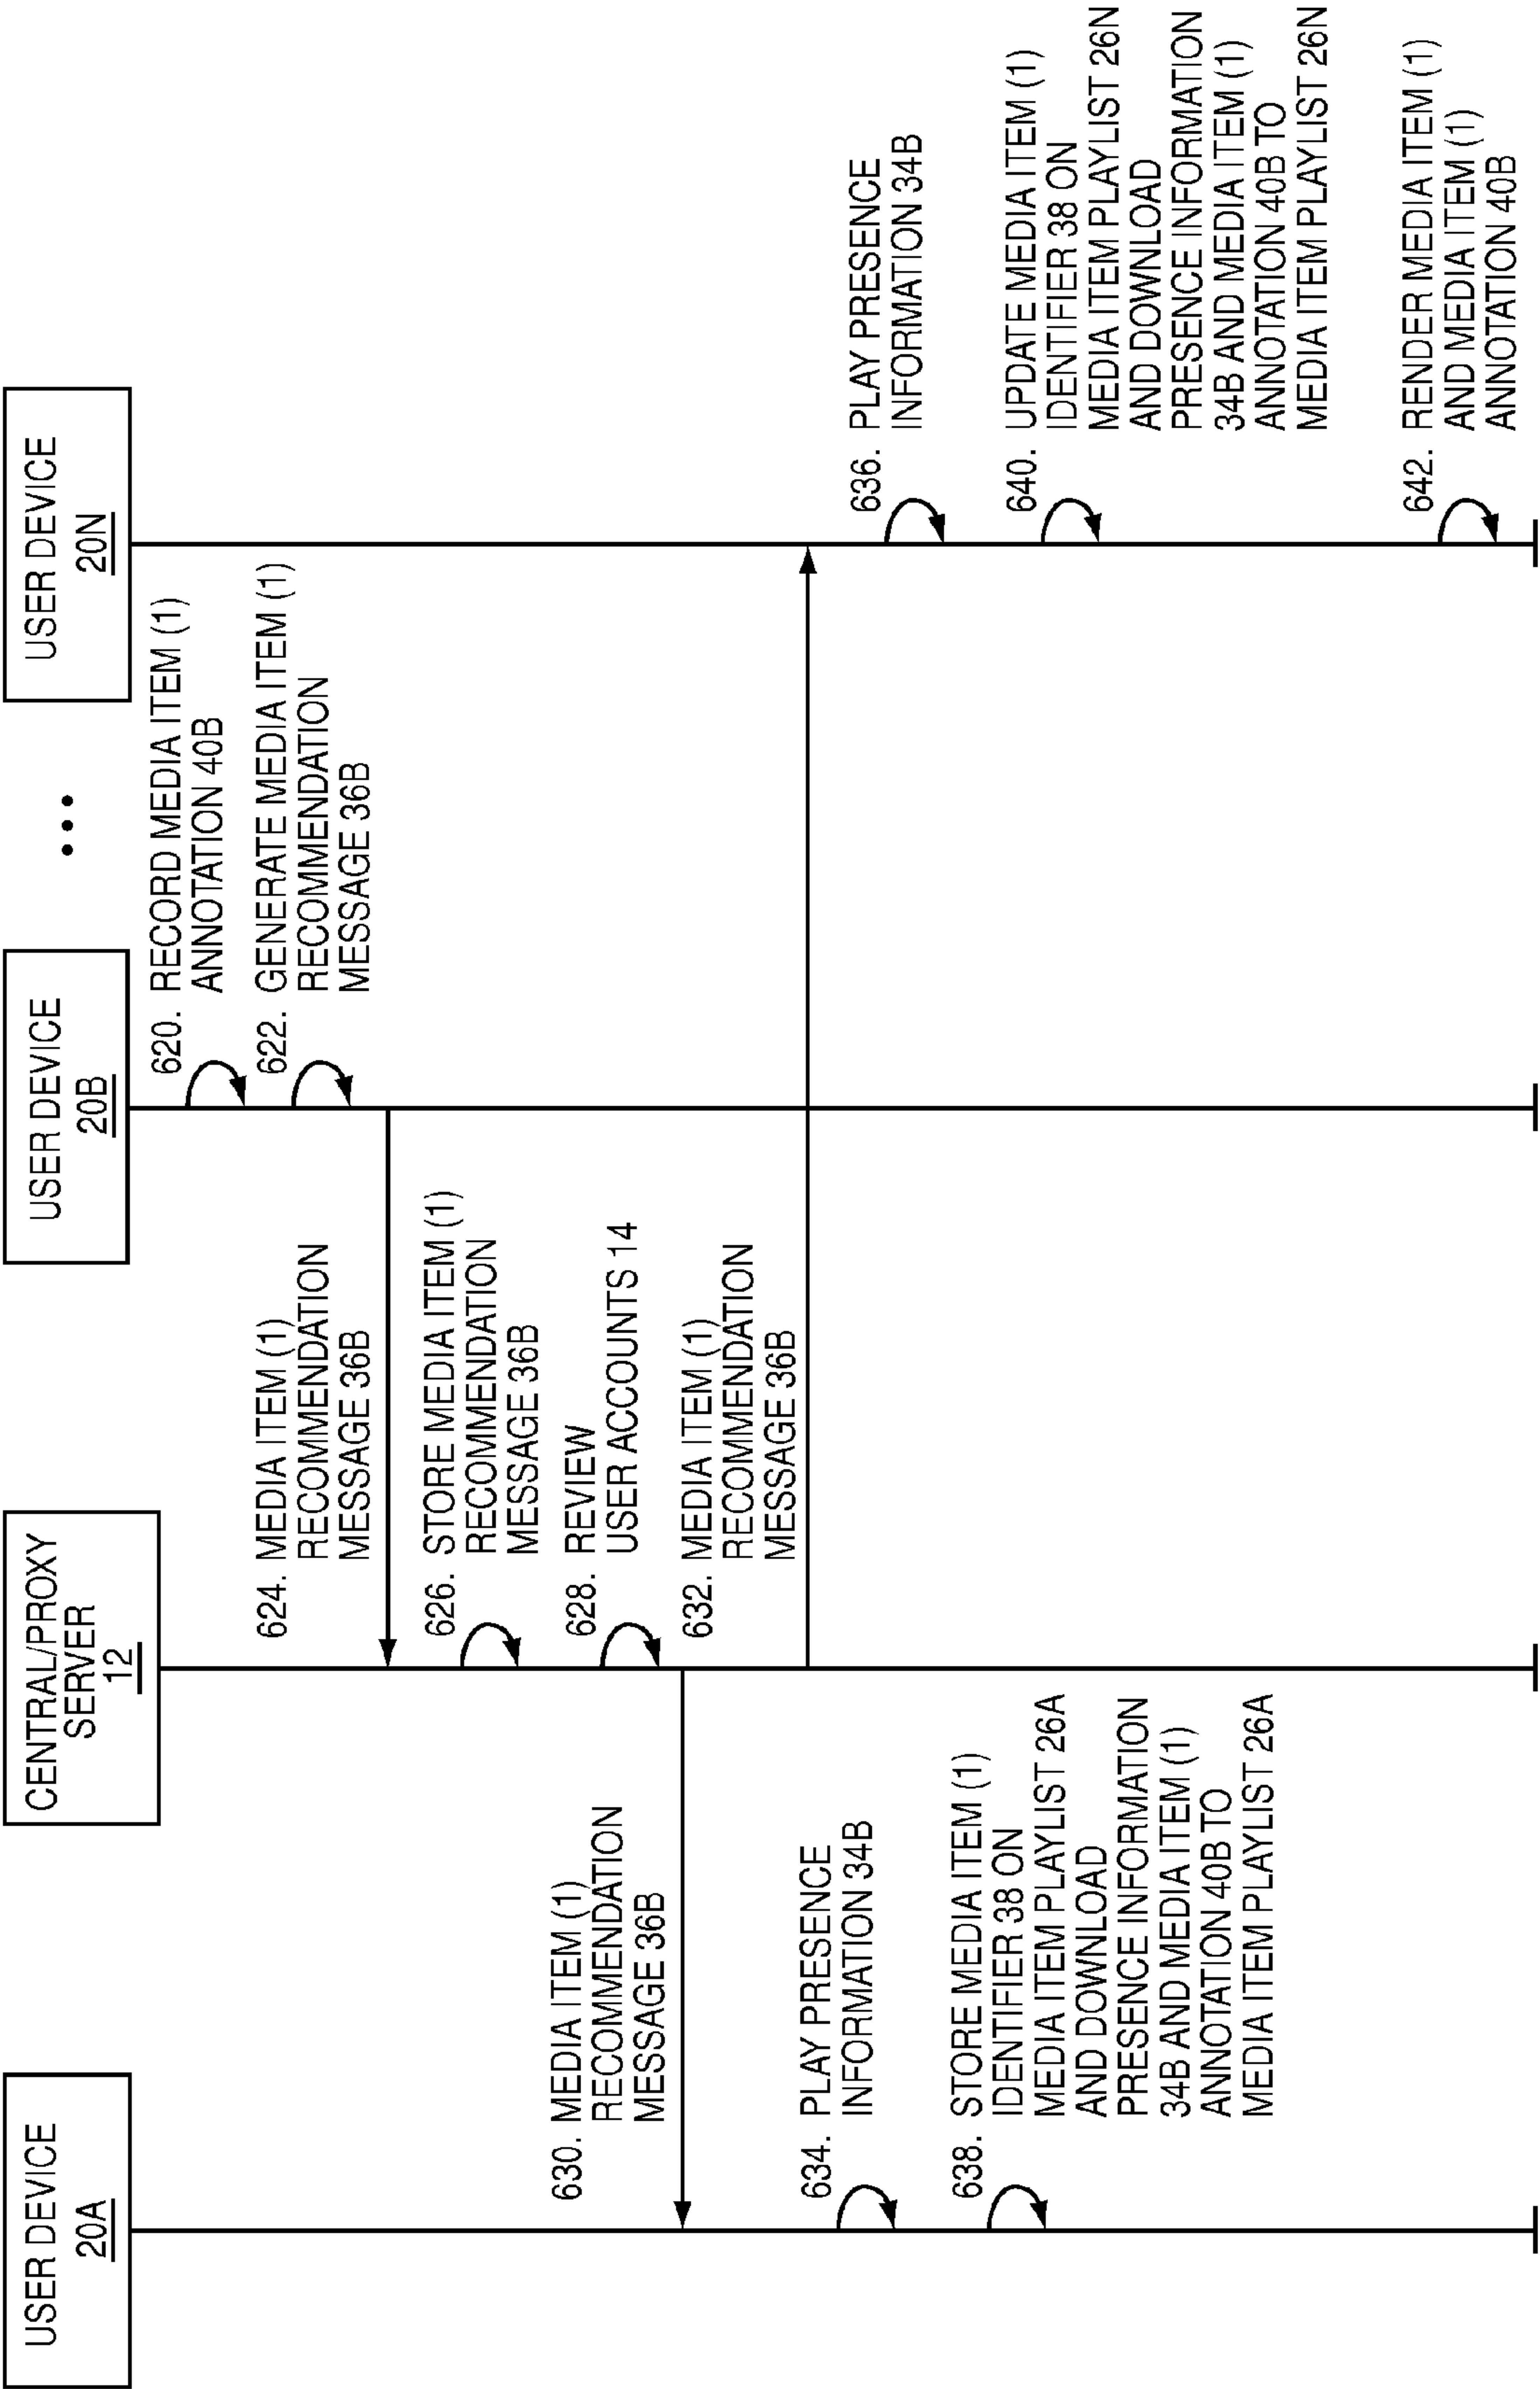 USER DEVICE
20A
CENTRAL/PROXY
SERVER
12
USER DEVICE
20B
• • •
USER DEVICE
20N
620. RECORD MEDIA ITEM (1)
ANNOTATION 40B
622. GENERATE MEDIA ITEM (1)
RECOMMENDATION
MESSAGE 36B
624. MEDIA ITEM (1)
RECOMMENDATION
MESSAGE 36B
626. STORE MEDIA ITEM (1)
RECOMMENDATION
MESSAGE 36B
628. REVIEW
USER ACCOUNTS 14
630. MEDIA ITEM (1)
RECOMMENDATION
MESSAGE 36B
632. MEDIA ITEM (1)
RECOMMENDATION
MESSAGE 36B
634. PLAY PRESENCE
INFORMATION 34B
636. PLAY PRESENCE
INFORMATION 34B
638. STORE MEDIA ITEM (1)
IDENTIFIER 38 ON
MEDIA ITEM PLAYLIST 26A
AND DOWNLOAD
PRESENCE INFORMATION
34B AND MEDIA ITEM (1)
ANNOTATION 40B TO
MEDIA ITEM PLAYLIST 26A
640. UPDATE MEDIA ITEM (1)
IDENTIFIER 38 ON
MEDIA ITEM PLAYLIST 26N
AND DOWNLOAD
PRESENCE INFORMATION
34B AND MEDIA ITEM (1)
ANNOTATION 40B TO
MEDIA ITEM PLAYLIST 26N
642. RENDER MEDIA ITEM (1)
AND MEDIA ITEM (1)
ANNOTATION 40B